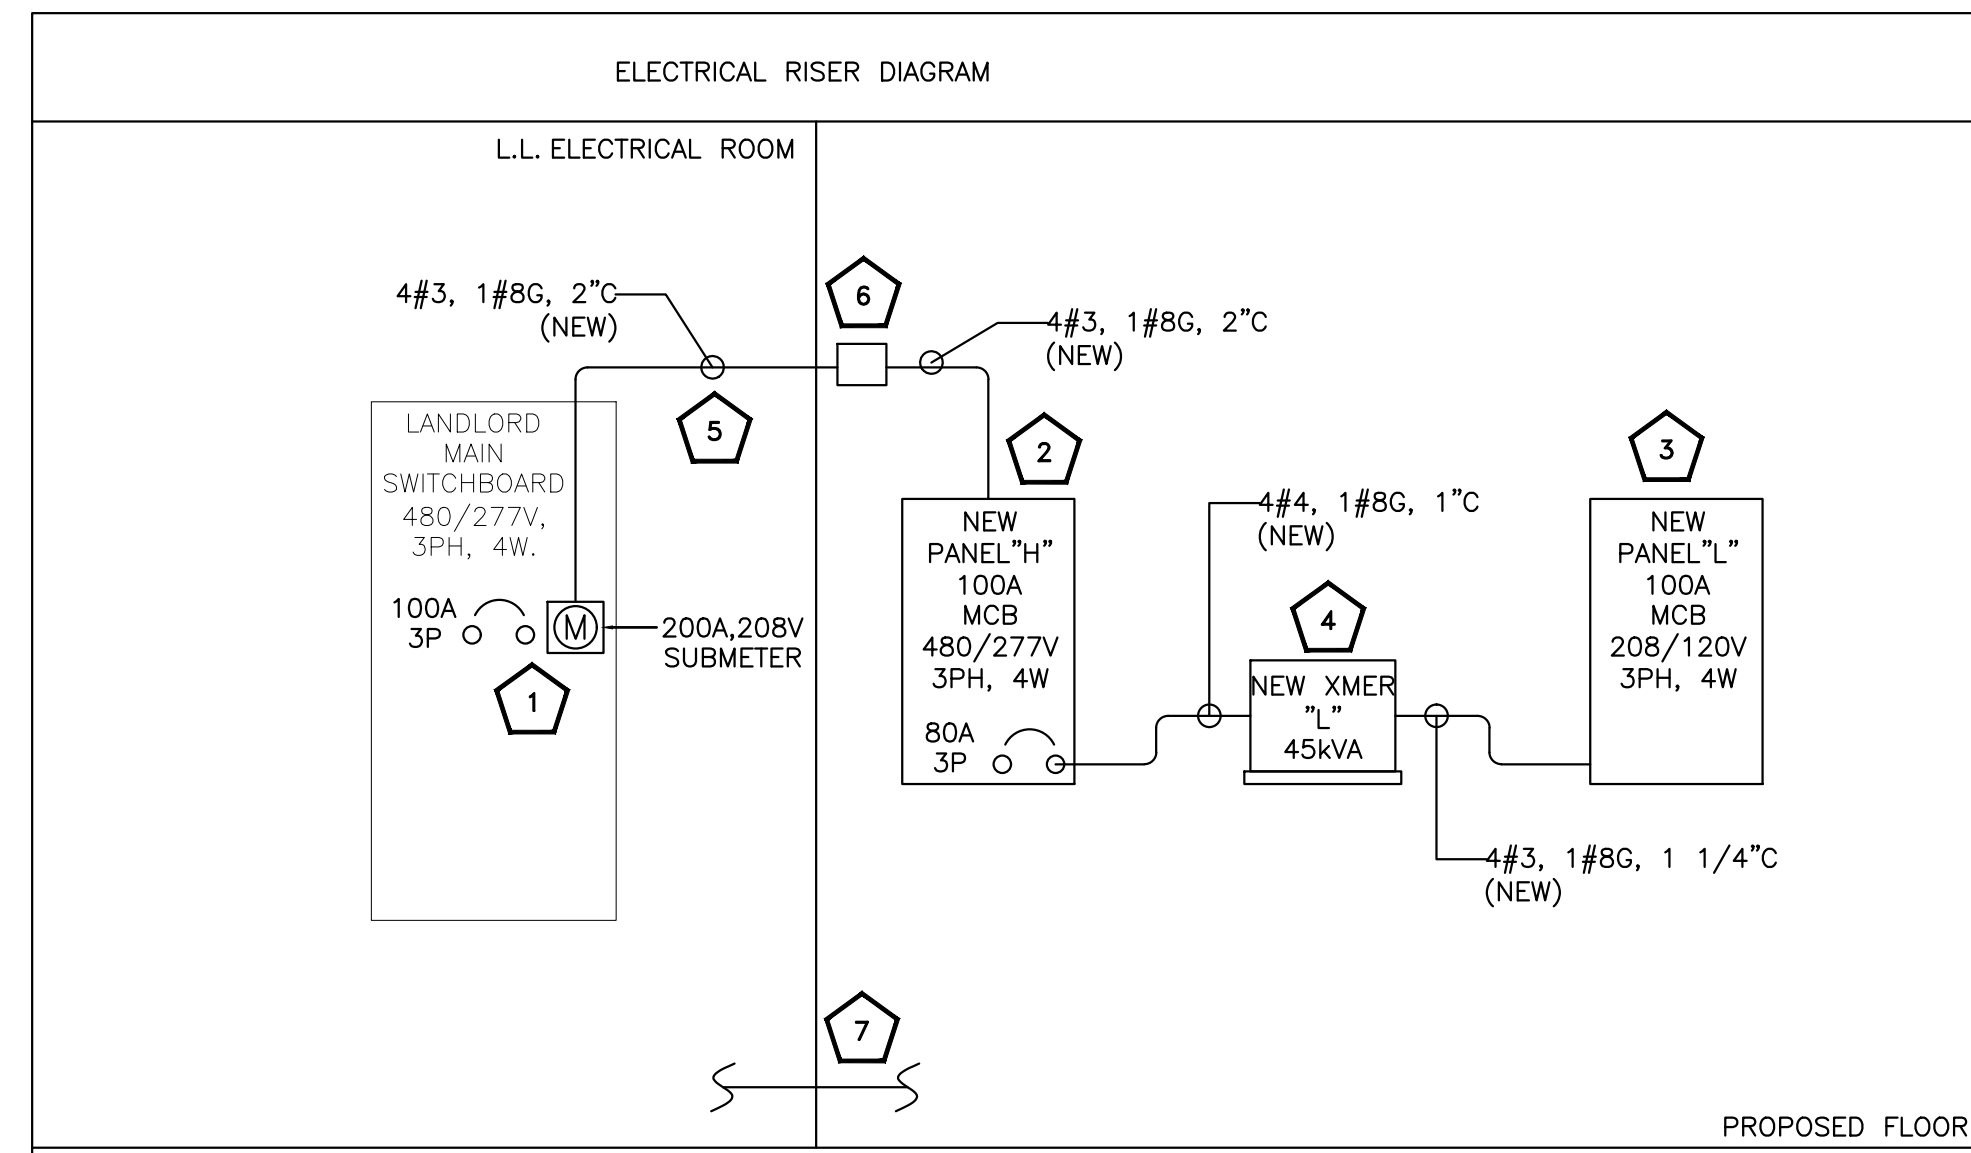 ELECTRICAL RISER DIAGRAM
L.L. ELECTRICAL ROOM
4#3, 1#8G, 2"C
(NEW)
6
4#3, 1#8G, 2"C
(NEW)
5
LANDLORD
MAIN
SWITCHBOARD
480/277V,
3PH, 4W.
100A
3P
M
200A,208V
SUBMETER
1
2
NEW
PANEL"H"
100A
MCB
480/277V
3PH, 4W
80A
3P
4#4, 1#8G, 1"C
(NEW)
4
NEW XMER
"L"
45kVA
3
NEW
PANEL"L"
100A
MCB
208/120V
3PH, 4W
4#3, 1#8G, 1 1/4"C
(NEW)
7
PROPOSED FLOOR